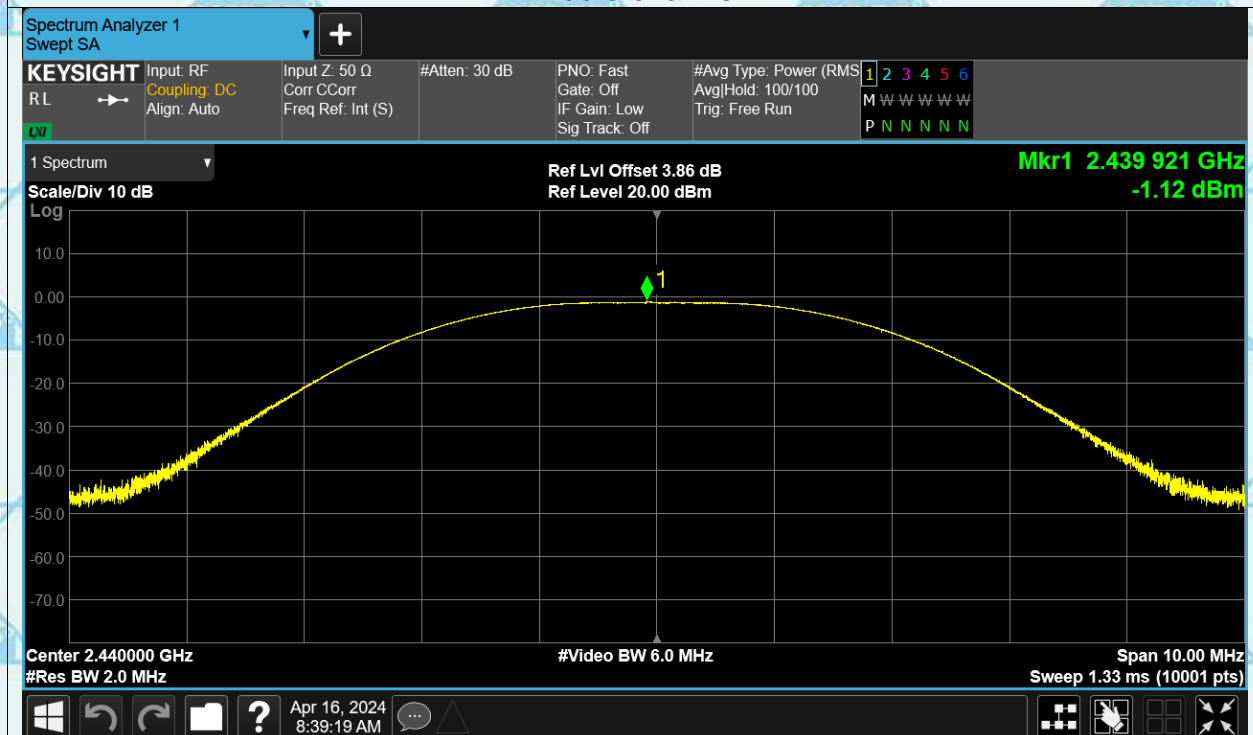 Spectrum Analyzer 1
Swept SA
+
KEYSIGHT
RL
LXI
Input: RF
Coupling: DC
Align: Auto
Input Z: 50 Ω
Corr CCorr
Freq Ref: Int (S)
#Atten: 30 dB
PNO: Fast
Gate: Off
IF Gain: Low
Sig Track: Off
#Avg Type: Power (RMS
Avg|Hold: 100/100
Trig: Free Run
1 2 3 4 5 6
M W W W W W
P N N N N N
1 Spectrum
Scale/Div 10 dB
Log
Ref Lvl Offset 3.86 dB
Ref Level 20.00 dBm
Mkr1 2.439 921 GHz
-1.12 dBm
1
10.0
0.00
-10.0
-20.0
-30.0
-40.0
-50.0
-60.0
-70.0
Center 2.440000 GHz
#Res BW 2.0 MHz
#Video BW 6.0 MHz
Span 10.00 MHz
Sweep 1.33 ms (10001 pts)
?
Apr 16, 2024
8:39:19 AM